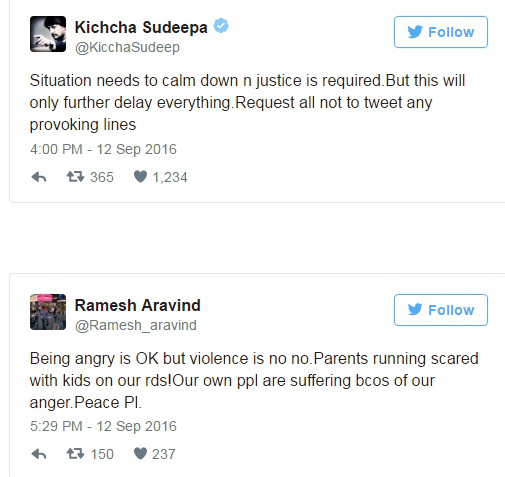 Kichcha Sudeepa
Follow
@KicchaSudeep
Situation needs to calm down n justice is required.But this will
only further delay everything.Request all not to tweet any
provoking lines
4:00 PM - 12 Sep 2016
365 1,234
Ramesh Aravind
Follow
@Ramesh_aravind
Being angry is OK but violence is no no.Parents running scared
with kids on our rds!Our own ppl are suffering bcos of our
anger.Peace Pl.
5:29 PM - 12 Sep 2016
150 237